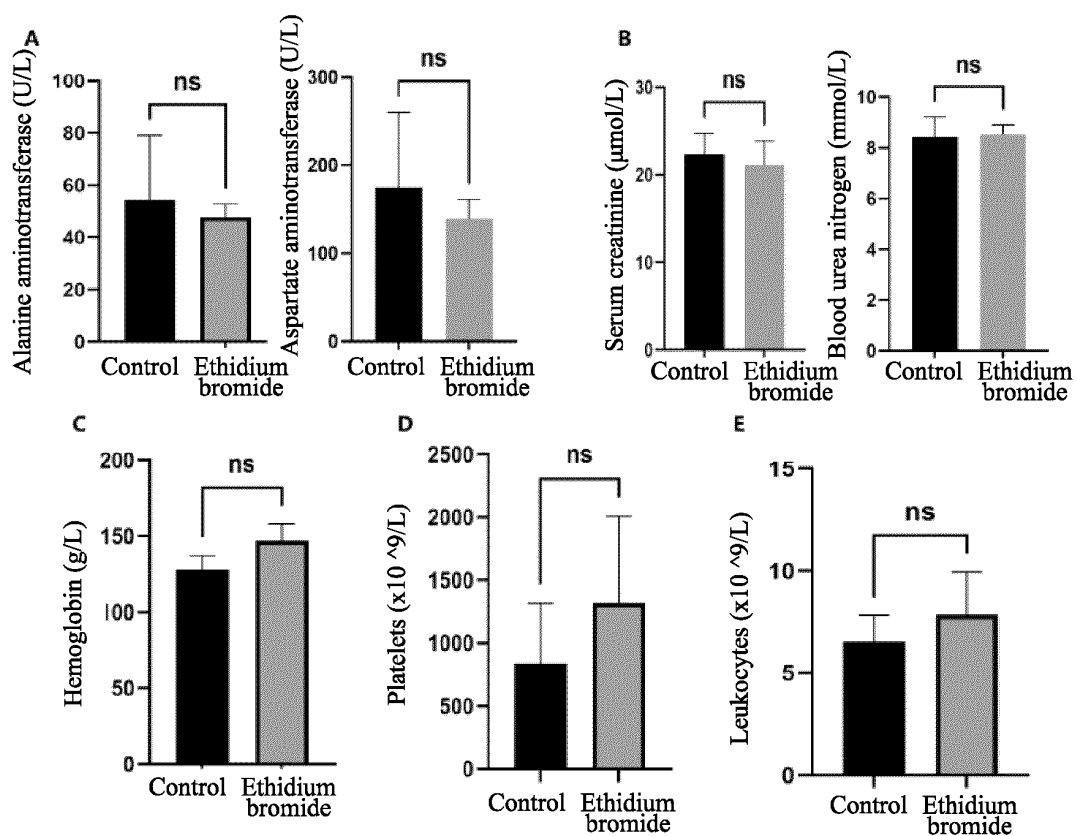 A
Alanine aminotransferase (U/L)
100
80
60
40
20
0
ns
Control
Ethidium
bromide
Aspartate aminotransferase (U/L)
300
200
100
0
ns
Control
Ethidium
bromide
B
Serum creatinine (µmol/L)
30
20
10
0
ns
Control
Ethidium
bromide
Blood urea nitrogen (mmol/L)
10
8
6
4
2
0
ns
Control
Ethidium
bromide
C
Hemoglobin (g/L)
200
150
100
50
0
ns
Control
Ethidium
bromide
D
Platelets (x10 ^9/L)
2500
2000
1500
1000
500
0
ns
Control
Ethidium
bromide
E
Leukocytes (x10 ^9/L)
15
10
5
0
ns
Control
Ethidium
bromide